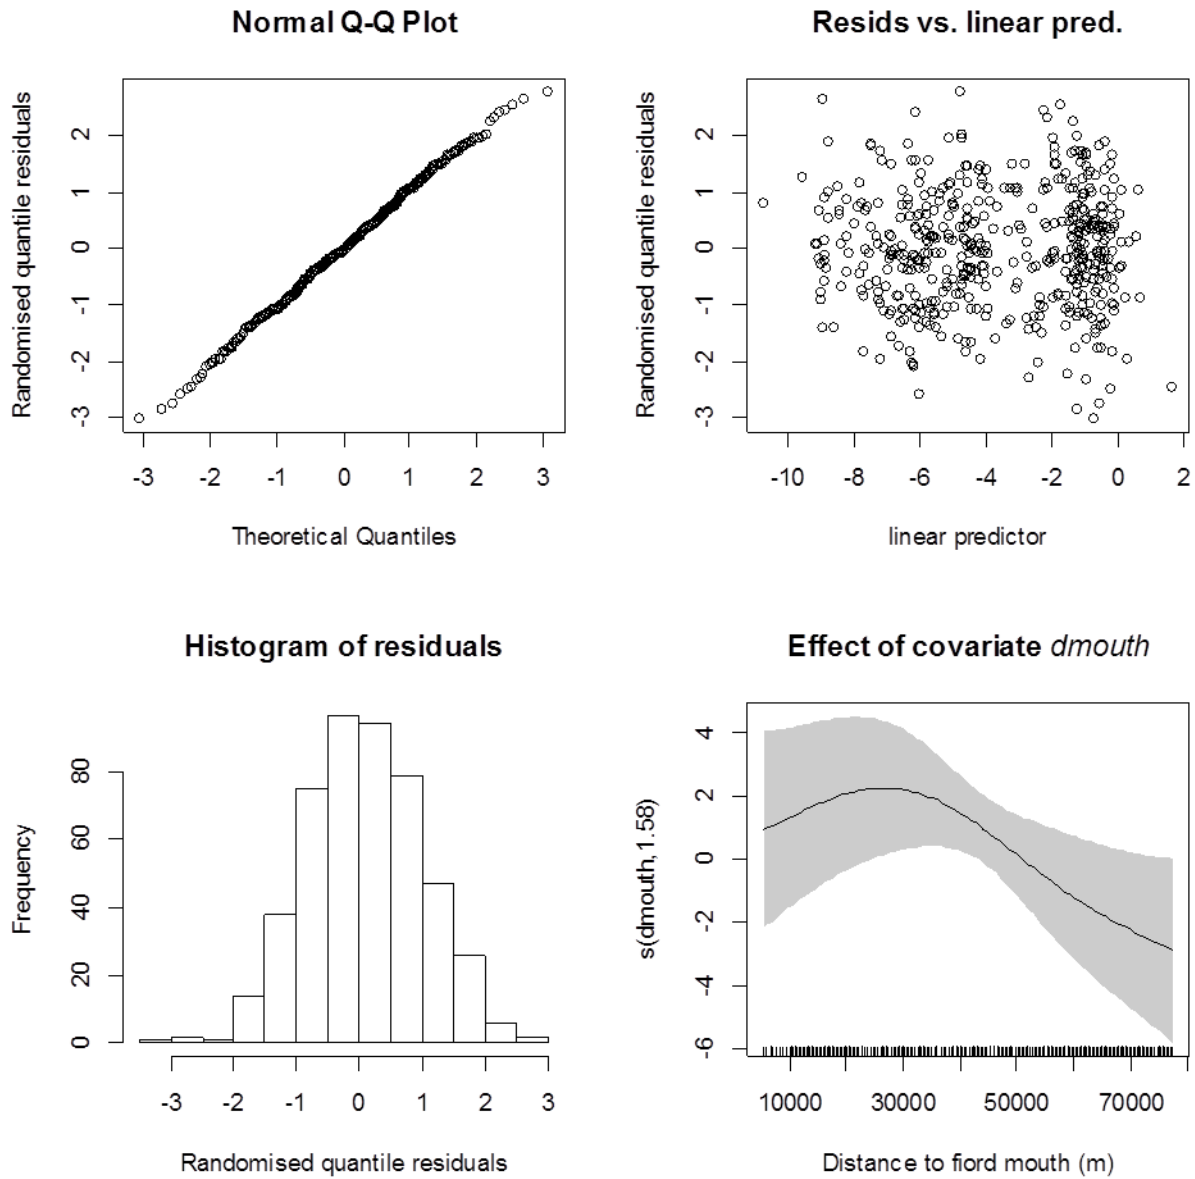 Normal Q-Q Plot
Randomised quantile residuals
2
1
0
-1
-2
-3
-3 -2 -1 0 1 2 3
Theoretical Quantiles
Resids vs. linear pred.
Randomised quantile residuals
2
1
0
-1
-2
-3
-10 -8 -6 -4 -2 0 2
linear predictor
Histogram of residuals
Frequency
80
60
40
20
0
-3 -2 -1 0 1 2 3
Randomised quantile residuals
Effect of covariate dmouth
s(dmouth,1.58)
4
2
0
-2
-4
-6
10000 30000 50000 70000
Distance to fiord mouth (m)